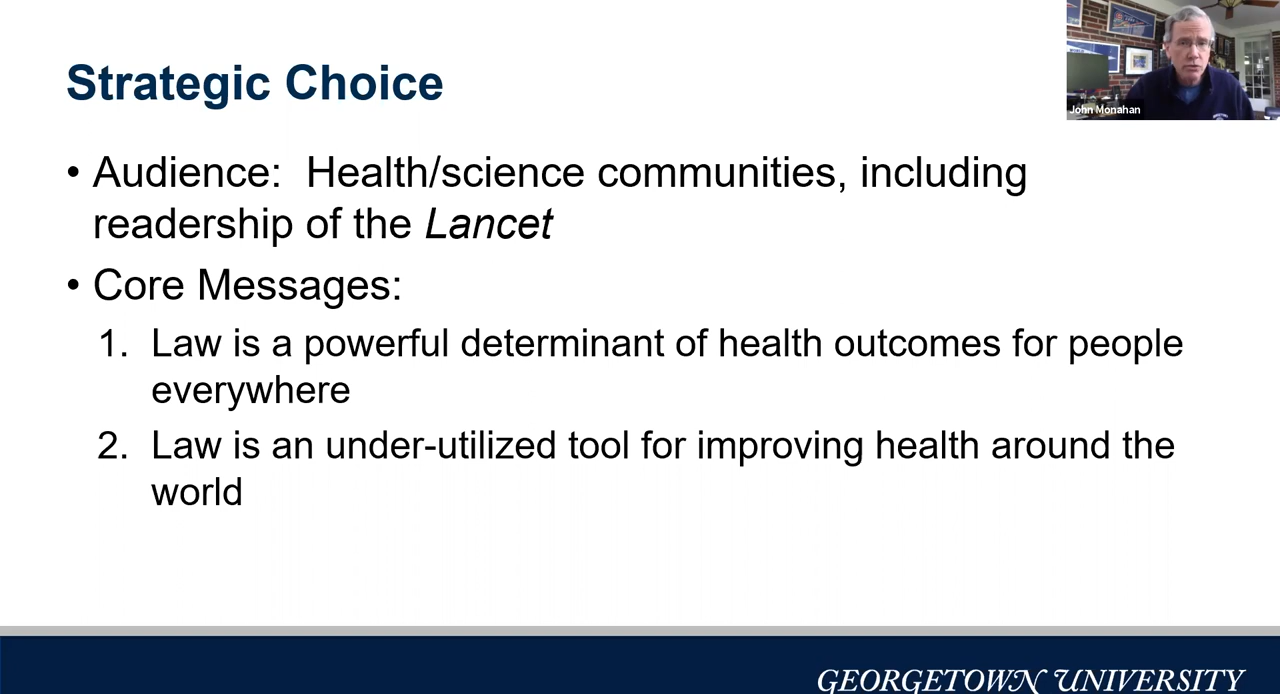 Strategic Choice
John Monahan
• Audience: Health/science communities, including
readership of the Lancet
• Core Messages:
1. Law is a powerful determinant of health outcomes for people
everywhere
2. Law is an under-utilized tool for improving health around the
world
GEORGETOWN UNIVERSITY